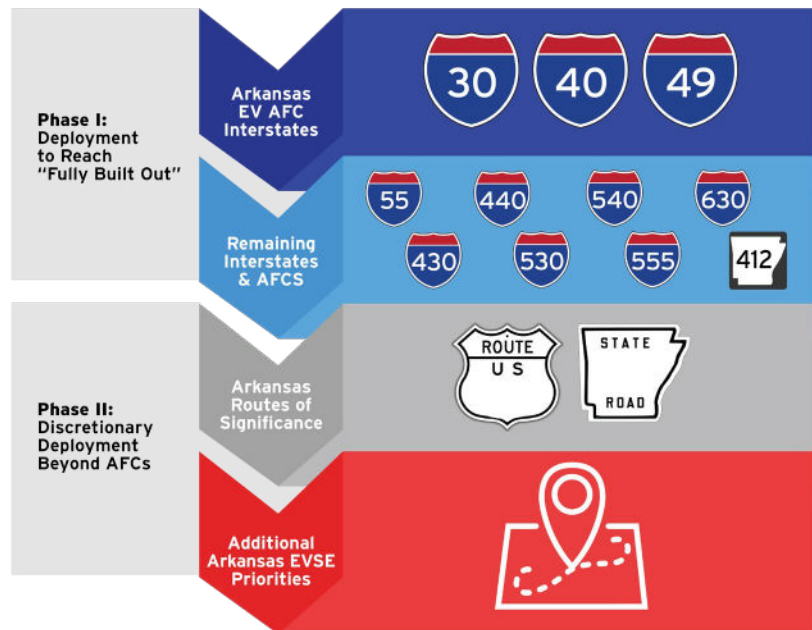 Phase I:
Deployment
to Reach
“Fully Built Out”
Arkansas
EV AFC
Interstates
30
40
49
Remaining
Interstates
& AFCS
55
440
540
630
430
530
555
412
Phase II:
Discretionary
Deployment
Beyond AFCs
Arkansas
Routes of
Significance
ROUTE
U S
STATE
ROAD
Additional
Arkansas EVSE
Priorities